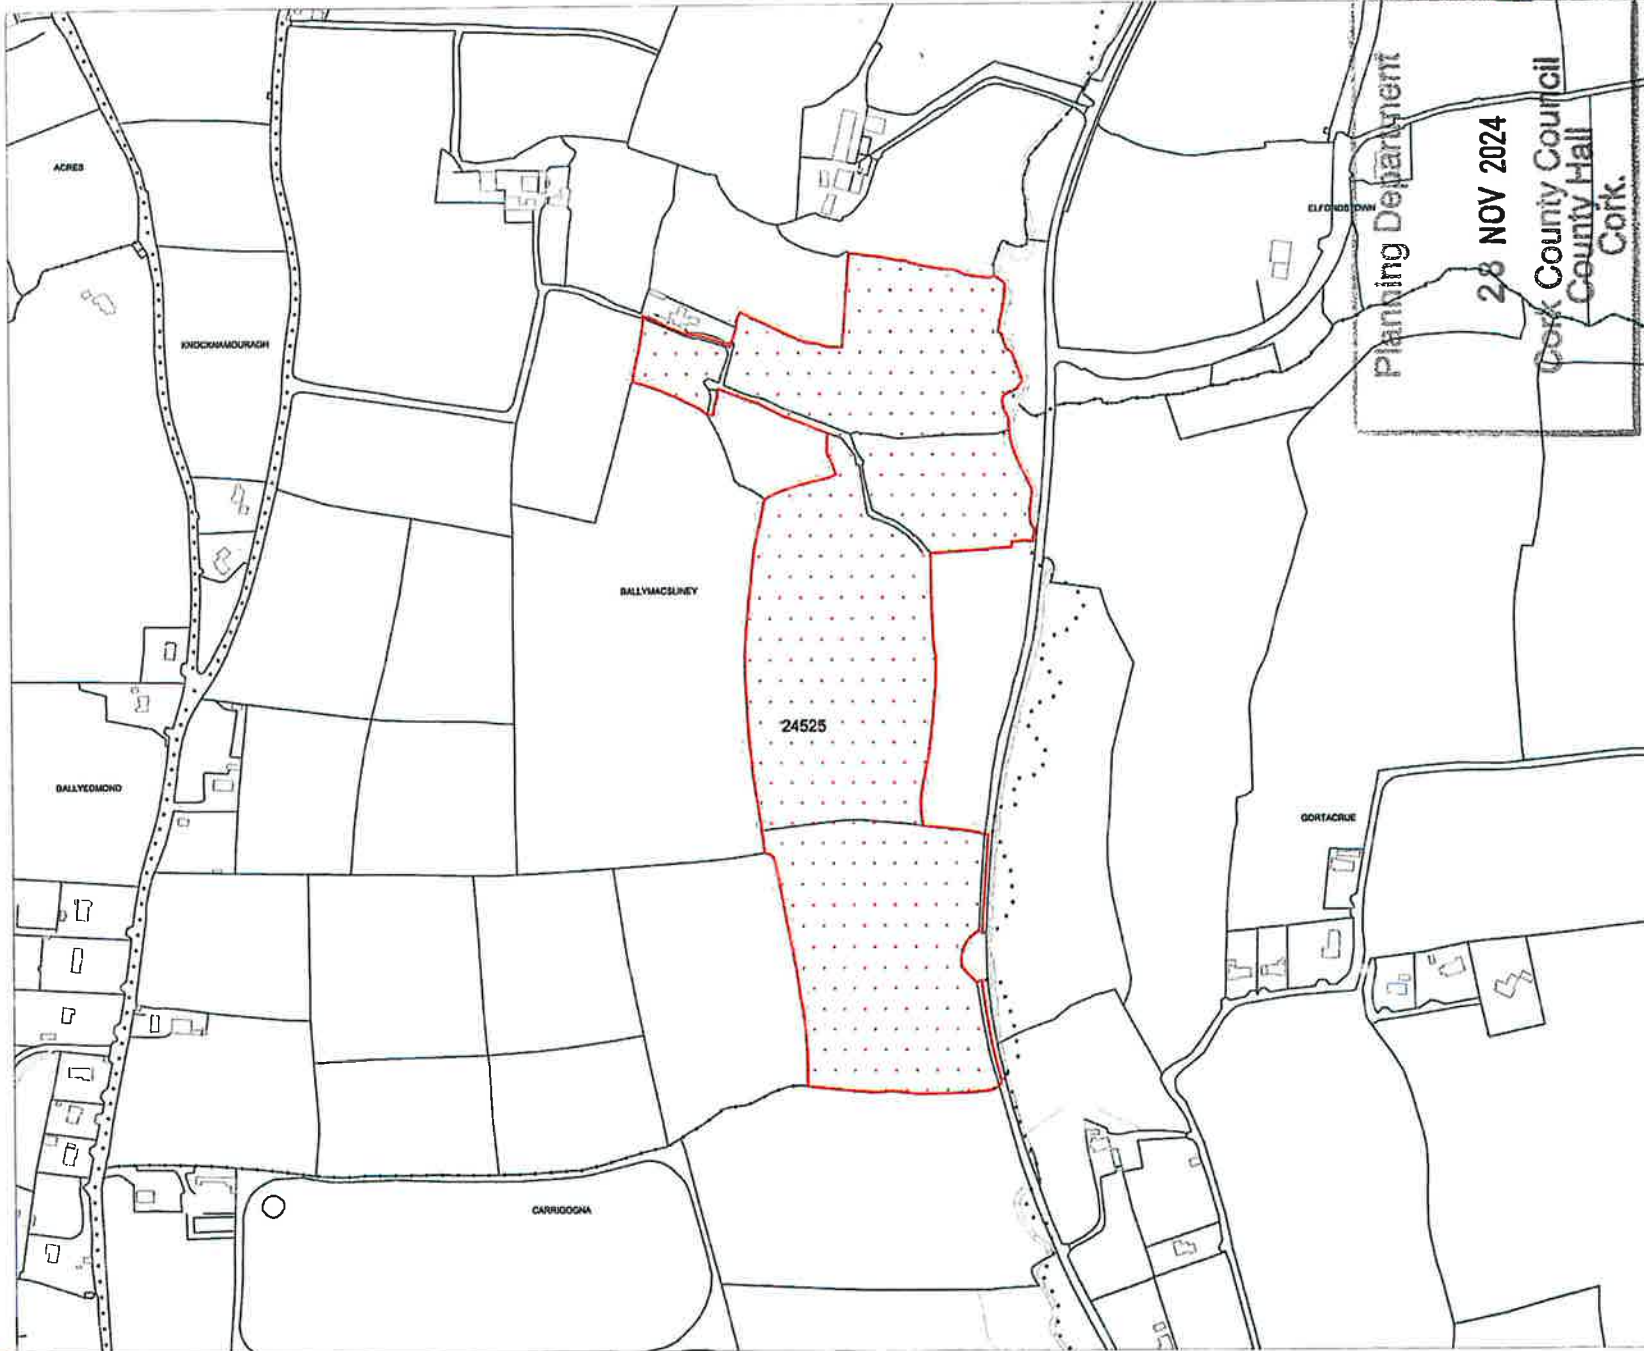 ACRES
ELFORDSTOWN
KNOCKNAMOURAGH
BALLYMACSLINEY
24525
BALLYEDMOND
GORTACRUE
CARRIGOGNA
Planning Department
28 NOV 2024
Cork County Council
County Hall
Cork.